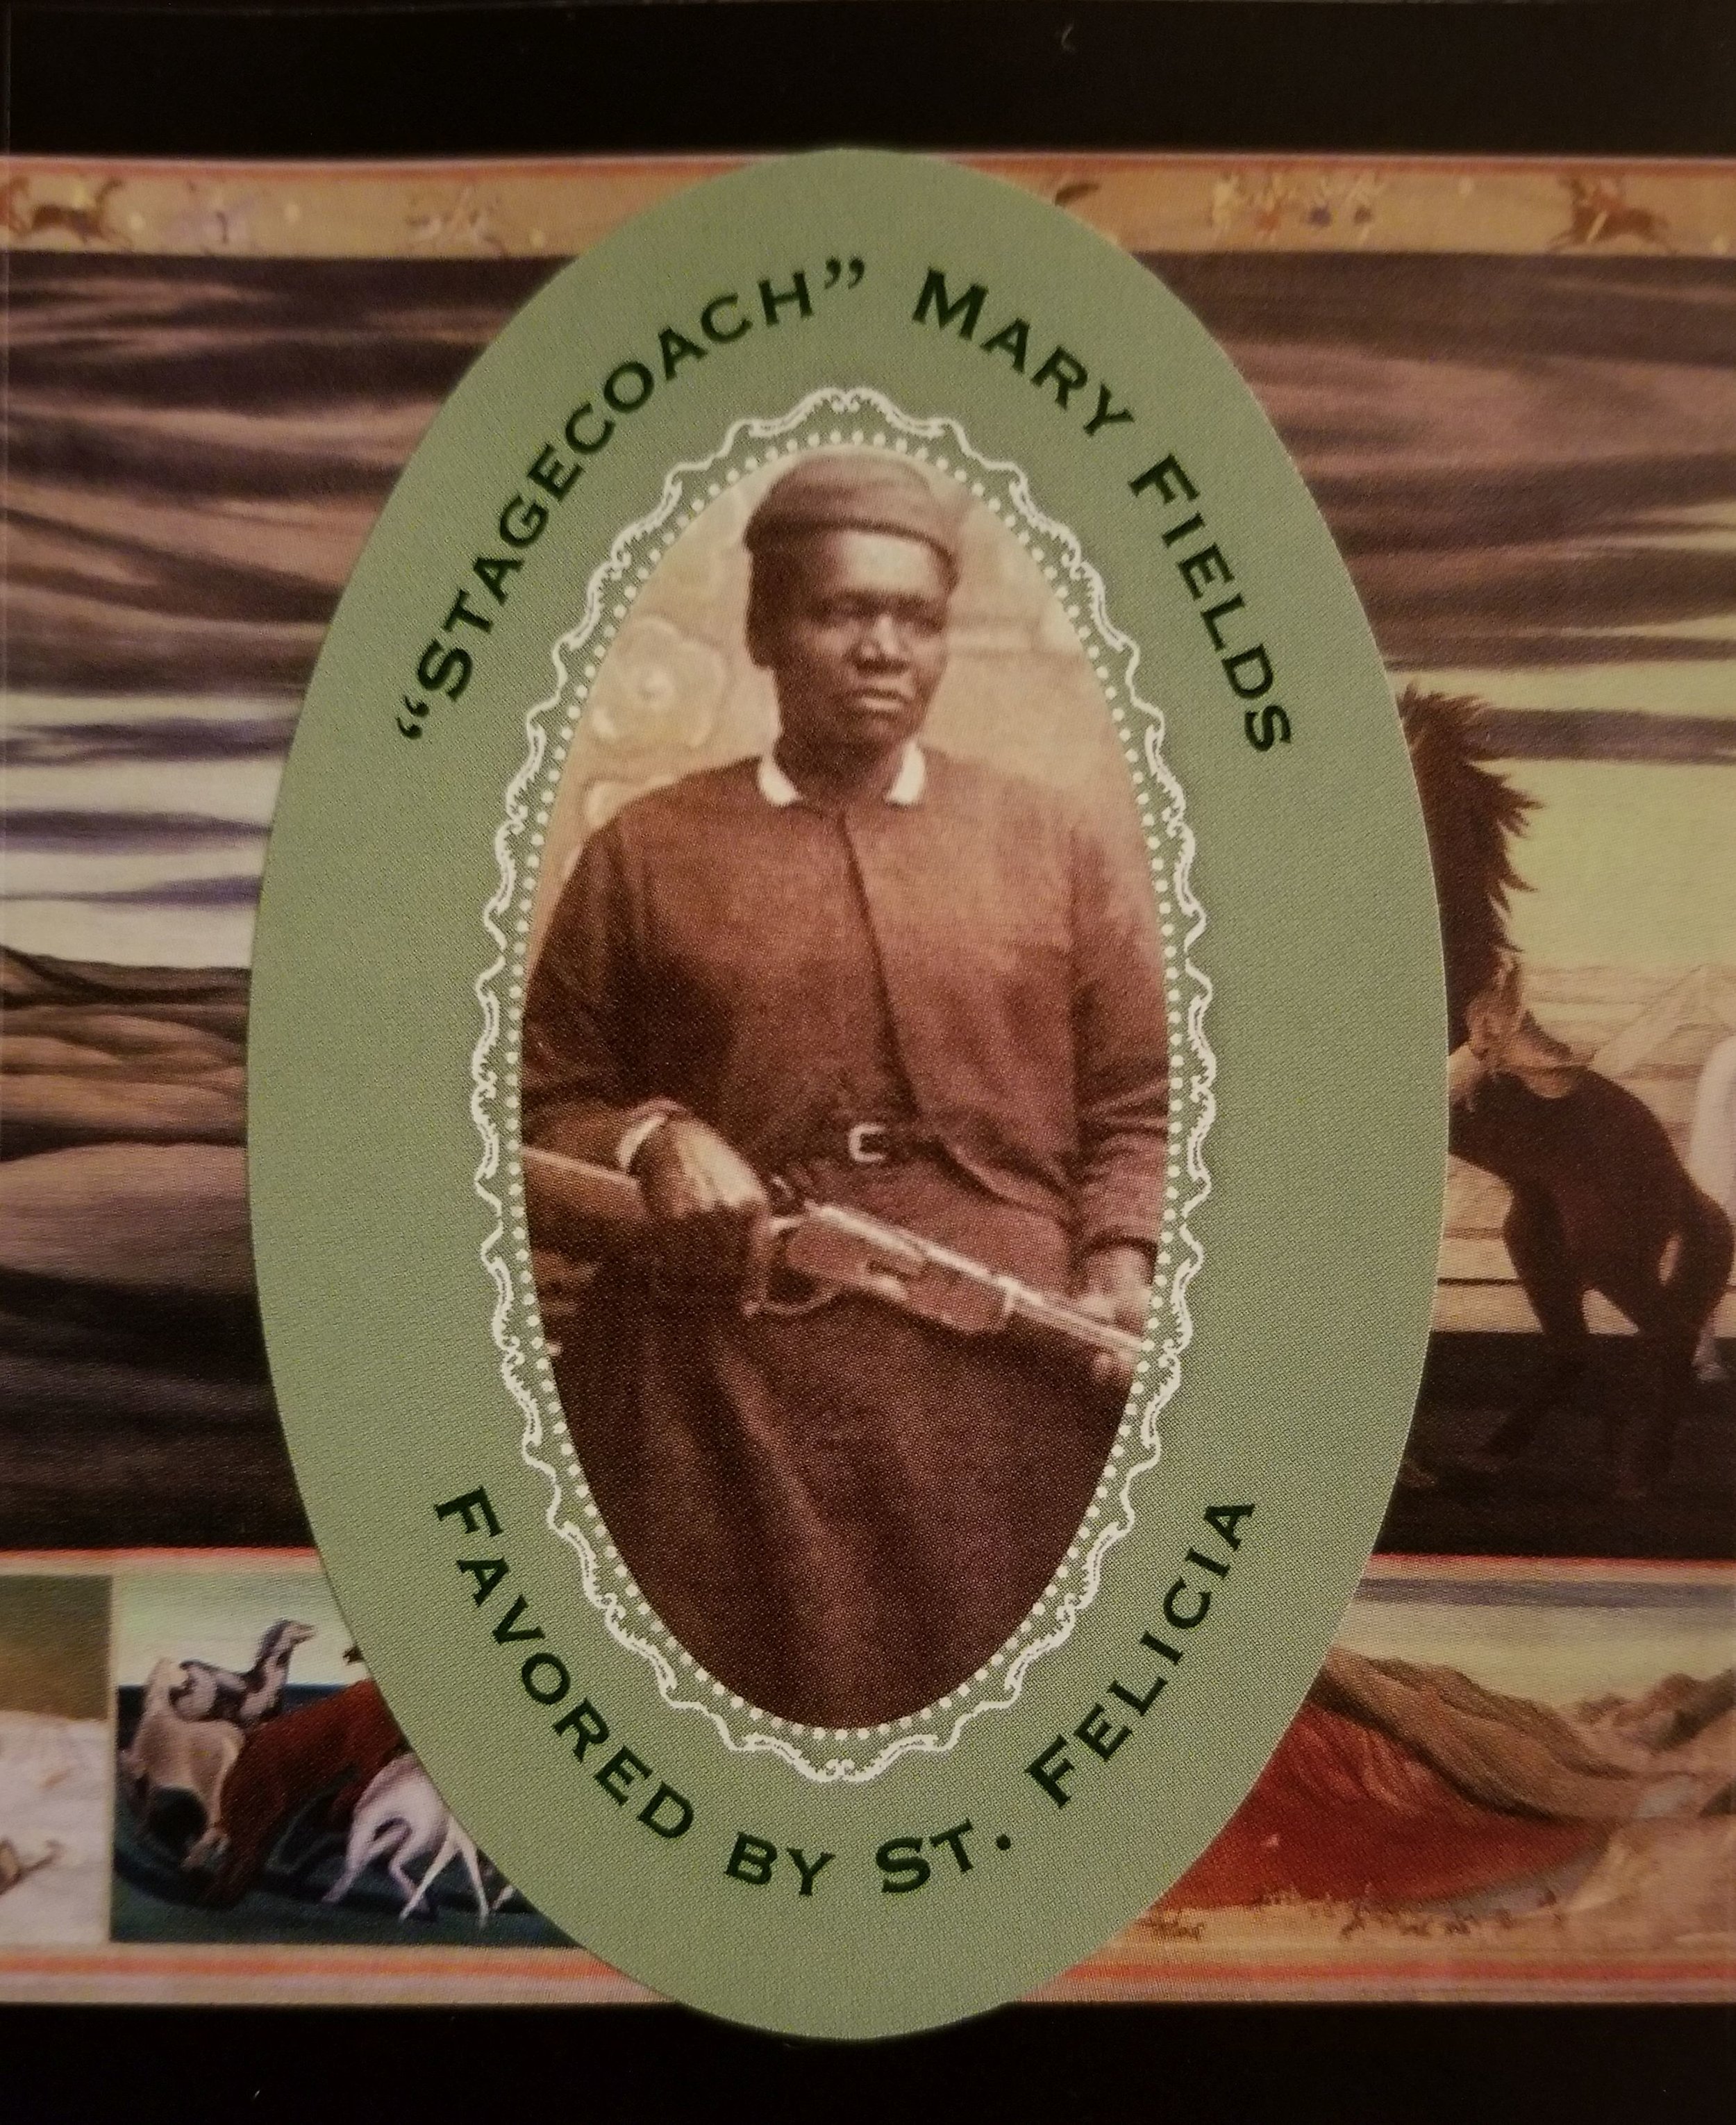 “STAGECOACH” MARY FIELDS
FAVORED BY ST. FELICIA